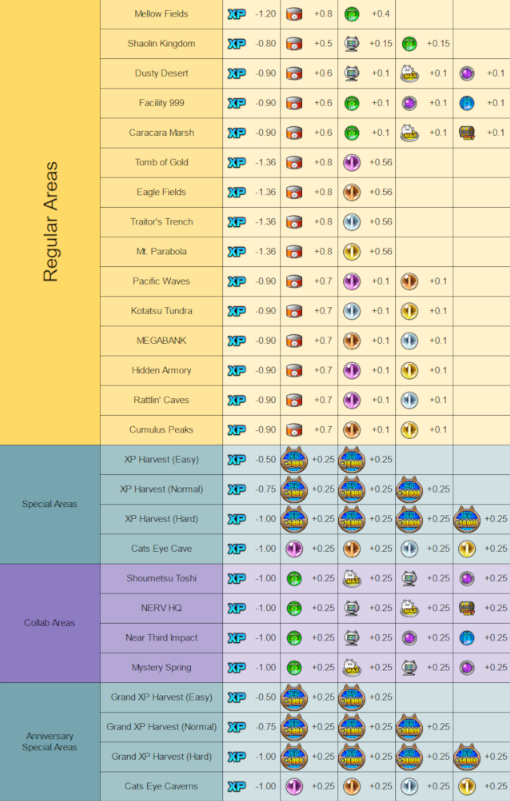 Regular Areas
Mellow Fields XP -1.20 +0.8 +0.4
Shaolin Kingdom XP -0.80 +0.5 +0.15 +0.15
Dusty Desert XP -0.90 +0.6 +0.1 +0.1 +0.1
Facility 999 XP -0.90 +0.6 +0.1 +0.1 +0.1
Caracara Marsh XP -0.90 +0.6 +0.1 +0.1 +0.1
Tomb of Gold XP -1.36 +0.8 +0.56
Eagle Fields XP -1.36 +0.8 +0.56
Traitor's Trench XP -1.36 +0.8 +0.56
Mt. Parabola XP -1.36 +0.8 +0.56
Pacific Waves XP -0.90 +0.7 +0.1 +0.1
Kotatsu Tundra XP -0.90 +0.7 +0.1 +0.1
MEGABANK XP -0.90 +0.7 +0.1 +0.1
Hidden Armory XP -0.90 +0.7 +0.1 +0.1
Rattlin' Caves XP -0.90 +0.7 +0.1 +0.1
Cumulus Peaks XP -0.90 +0.7 +0.1 +0.1
Special Areas
XP Harvest (Easy) XP -0.50 +0.25 +0.25
XP Harvest (Normal) XP -0.75 +0.25 +0.25 +0.25
XP Harvest (Hard) XP -1.00 +0.25 +0.25 +0.25 +0.25
Cats Eye Cave XP -1.00 +0.25 +0.25 +0.25 +0.25
Collab Areas
Shoumetsu Toshi XP -1.00 +0.25 +0.25 +0.25 +0.25
NERV HQ XP -1.00 +0.25 +0.25 +0.25 +0.25
Near Third Impact XP -1.00 +0.25 +0.25 +0.25 +0.25
Mystery Spring XP -1.00 +0.25 +0.25 +0.25 +0.25
Anniversary
Special Areas
Grand XP Harvest (Easy) XP -0.50 +0.25 +0.25
Grand XP Harvest (Normal) XP -0.75 +0.25 +0.25 +0.25
Grand XP Harvest (Hard) XP -1.00 +0.25 +0.25 +0.25 +0.25
Cats Eye Caverns XP -1.00 +0.25 +0.25 +0.25 +0.25